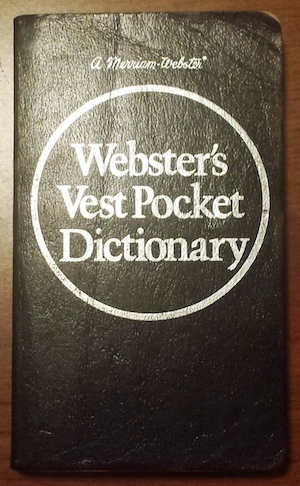 A Merriam-Webster®
Webster's
Vest Pocket
Dictionary